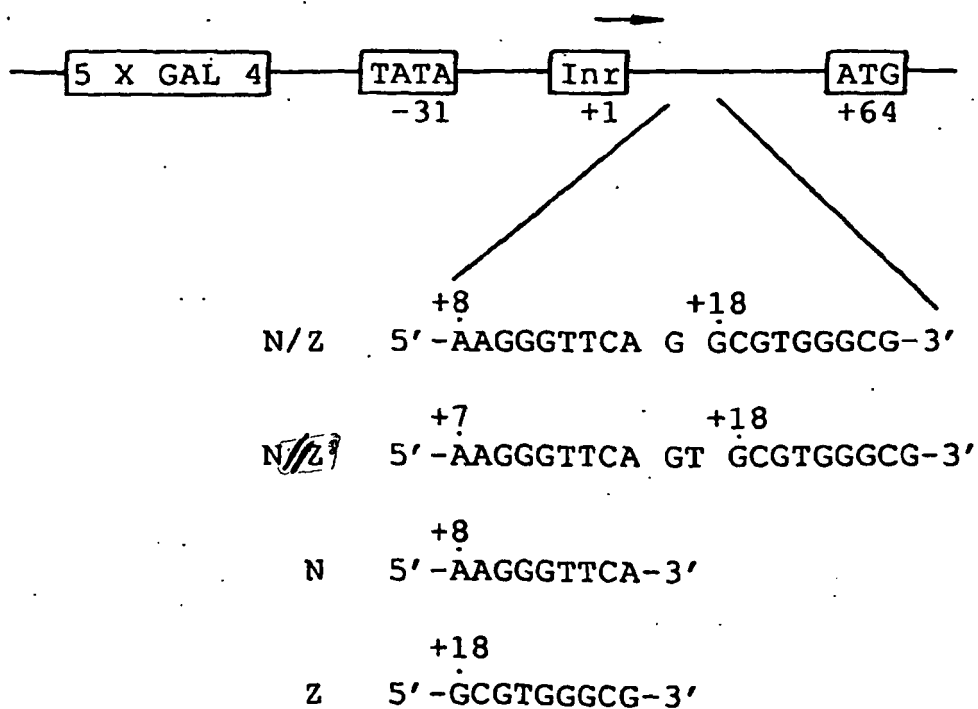 5 X GAL 4 TATA Inr ATG
-31 +1 +64
+8 +18
N/Z 5'-AAGGGTTCA G GCGTGGGCG-3'
+7 +18
N//Z 5'-AAGGGTTCA GT GCGTGGGCG-3'
+8
N 5'-AAGGGTTCA-3'
+18
Z 5'-GCGTGGGCG-3'